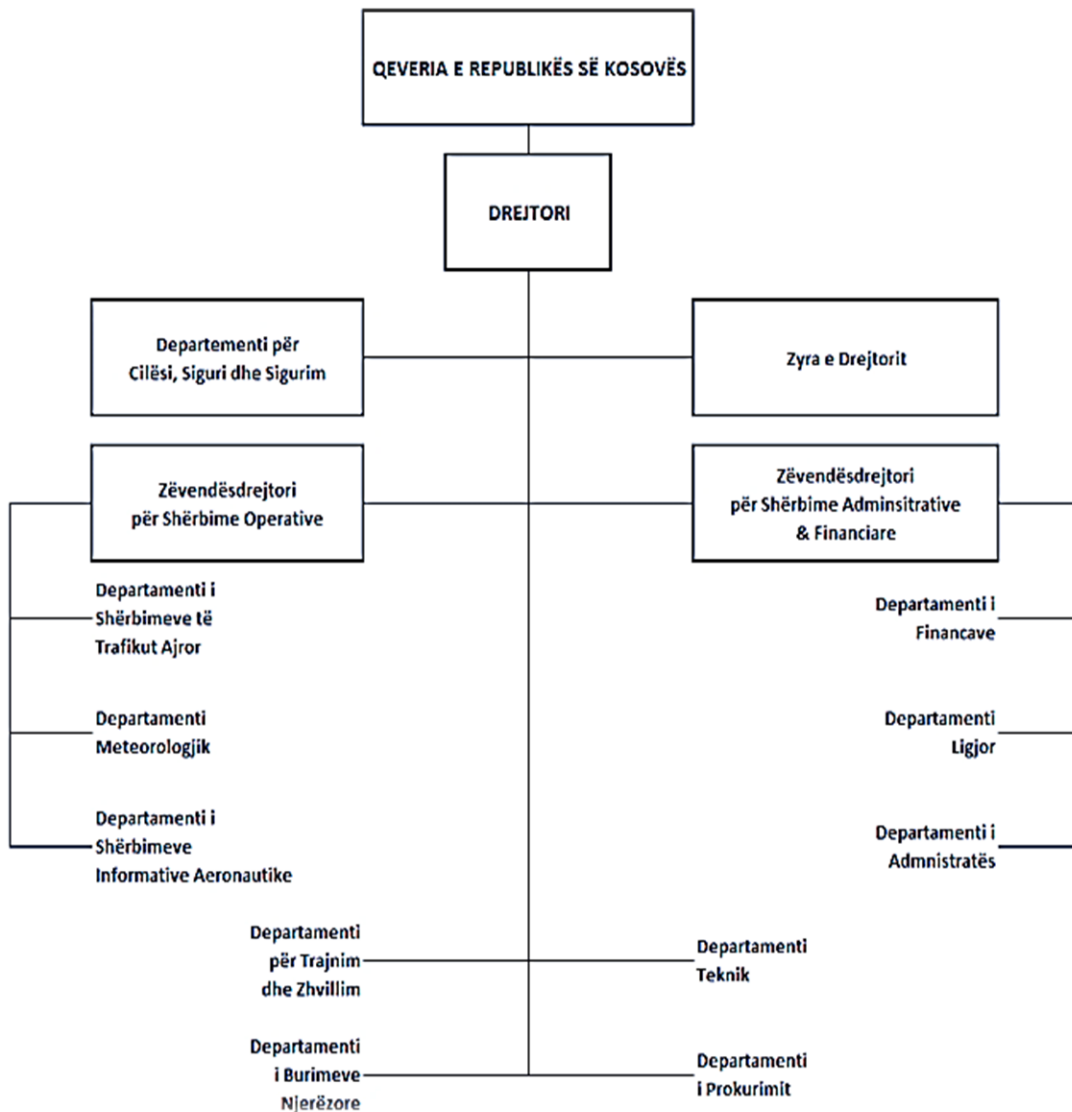 QEVERIA E REPUBLIKËS SË KOSOVËS
DREJTORI
Departementi për
Cilësi, Siguri dhe Sigurim
Zyra e Drejtorit
Zëvendësdrejtori
për Shërbime Operative
Zëvendësdrejtori
për Shërbime Adminsitrative
& Financiare
Departamenti i
Shërbimeve të
Trafikut Ajror
Departamenti i
Financave
Departamenti
Meteorologjik
Departamenti
Ligjor
Departamenti i
Shërbimeve
Informative Aeronautike
Departamenti i
Admnistratës
Departamenti
për Trajnim
dhe Zhvillim
Departamenti
Teknik
Departamenti
i Burimeve
Njerëzore
Departamenti
i Prokurimit